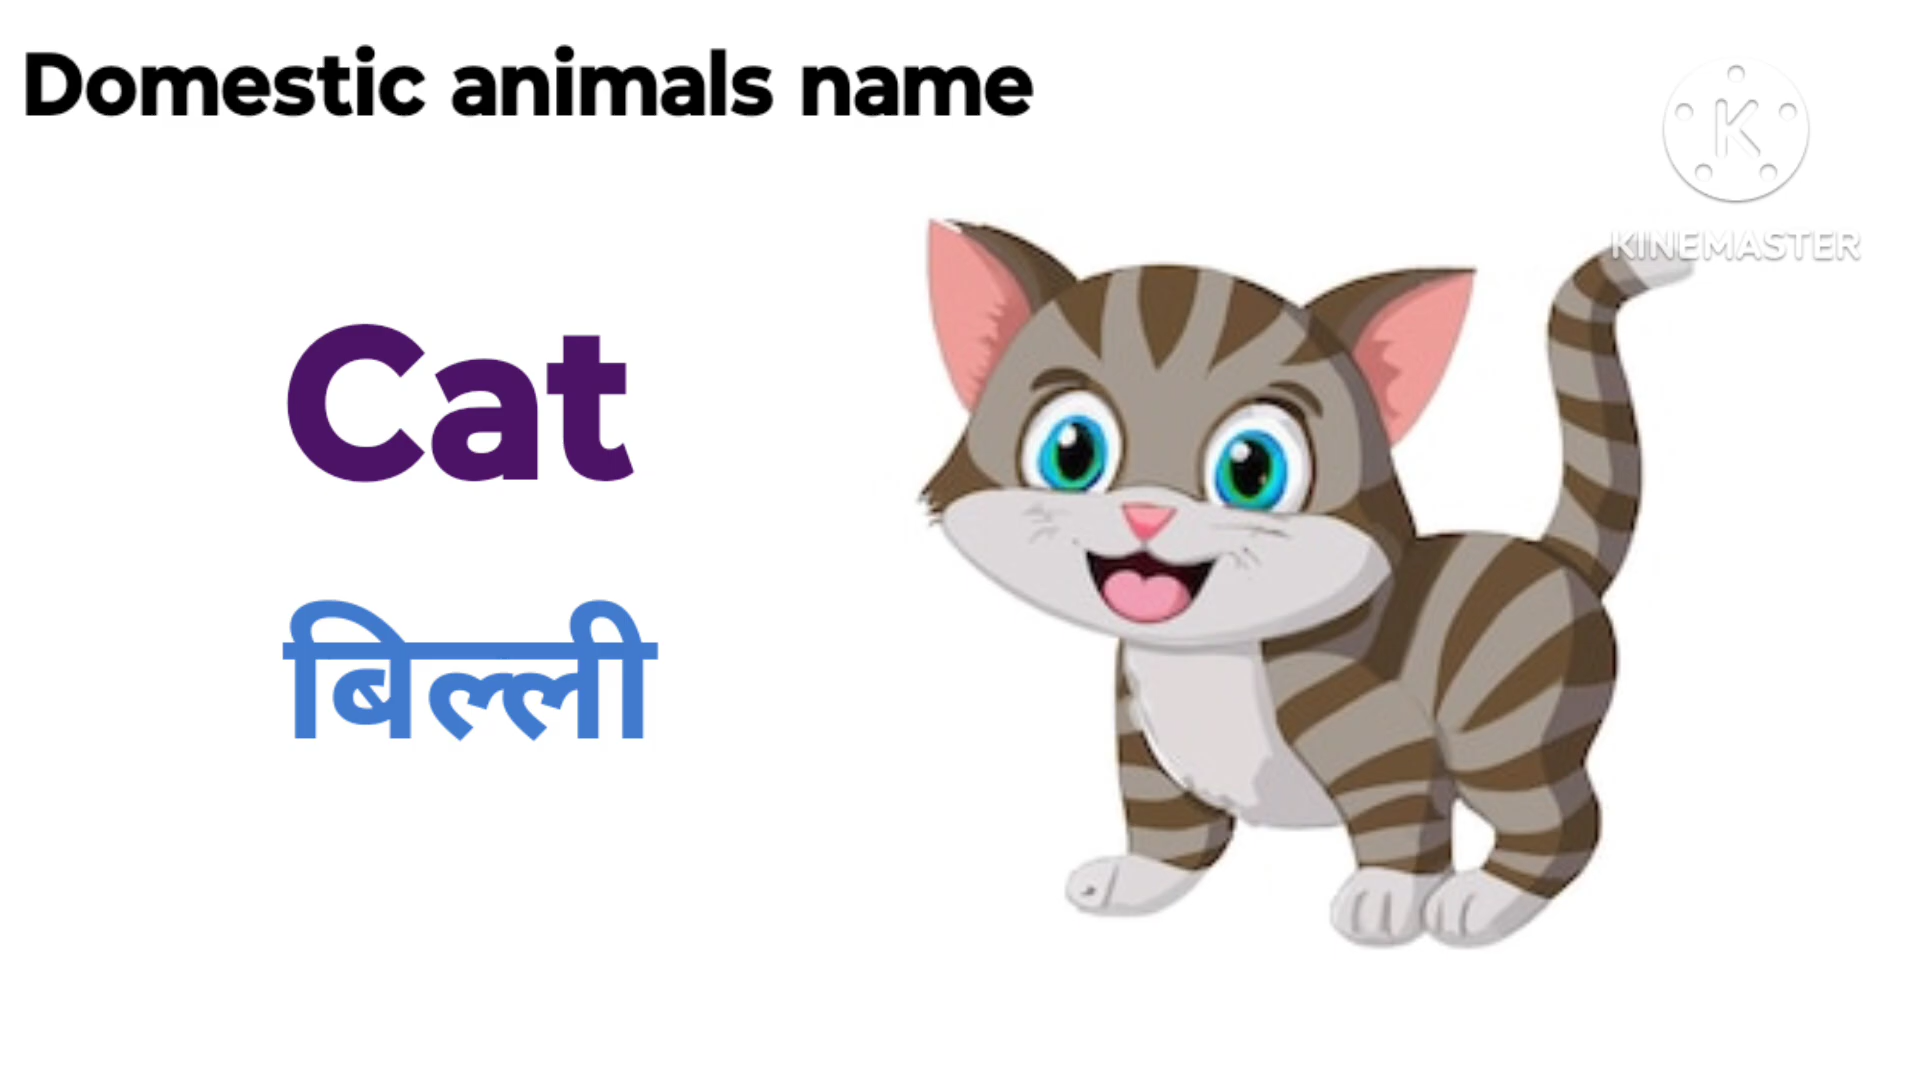 Domestic animals name
K
KINEMASTER
Cat
बिल्ली